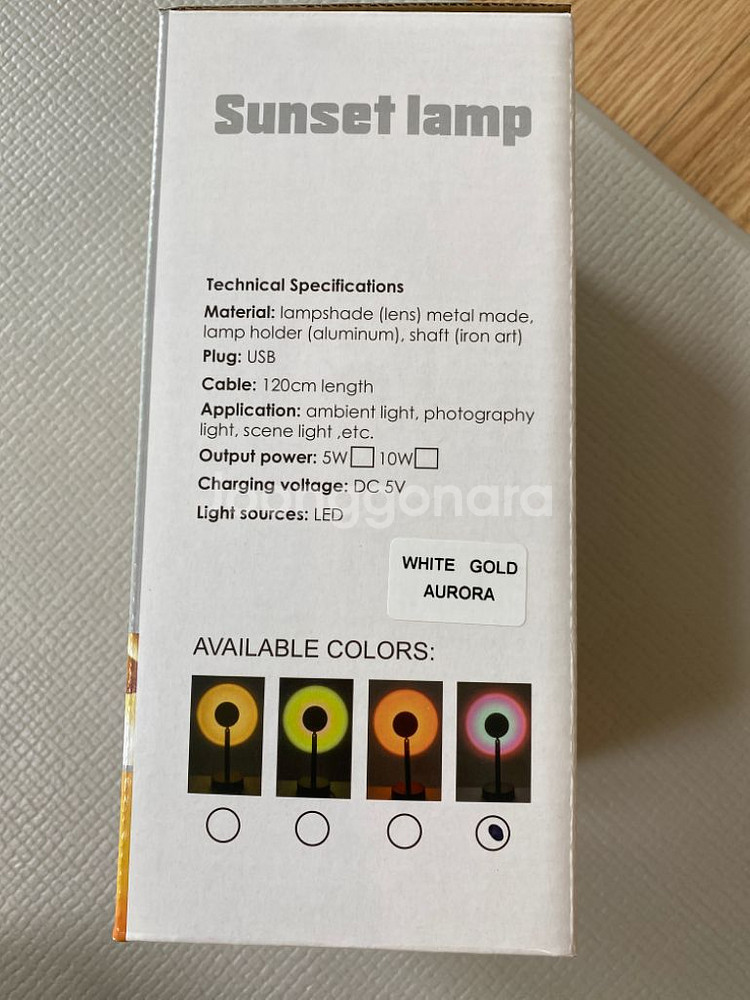 Sunset lamp
Technical Specifications
Material: lampshade (lens) metal made,
lamp holder (aluminum), shaft (iron art)
Plug: USB
Cable: 120cm length
Application: ambient light, photography
light, scene light ,etc.
Output power: 5W 10W
Charging voltage: DC 5V
Joonggonara
Light sources: LED
WHITE GOLD
AURORA
AVAILABLE COLORS: